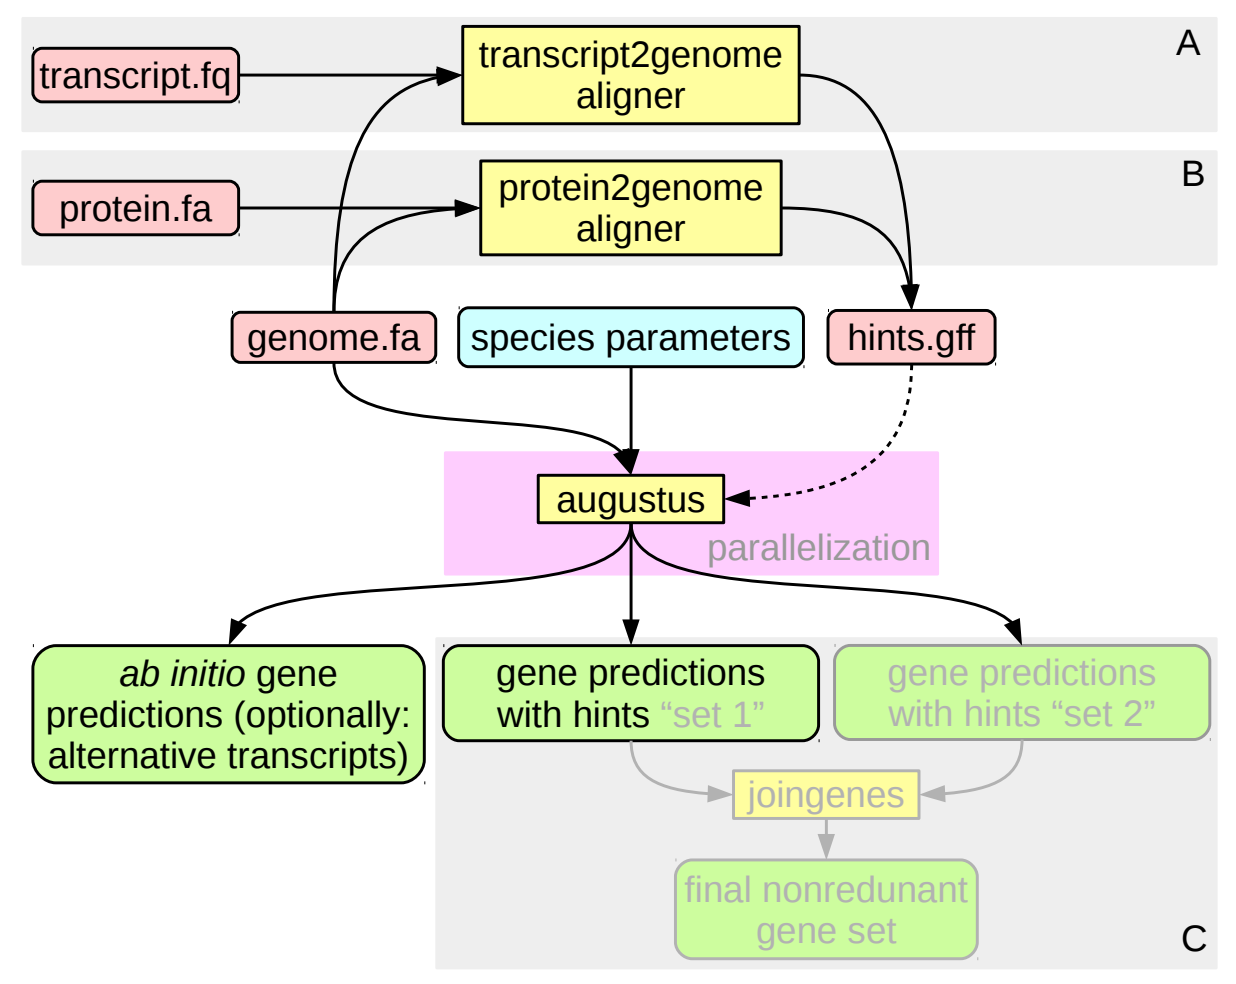 A
transcript.fq
transcript2genome
aligner
B
protein.fa
protein2genome
aligner
genome.fa
species parameters
hints.gff
augustus
parallelization
ab initio gene
predictions (optionally:
alternative transcripts)
gene predictions
with hints “set 1”
gene predictions
with hints “set 2”
joingenes
final nonredunant
gene set
C